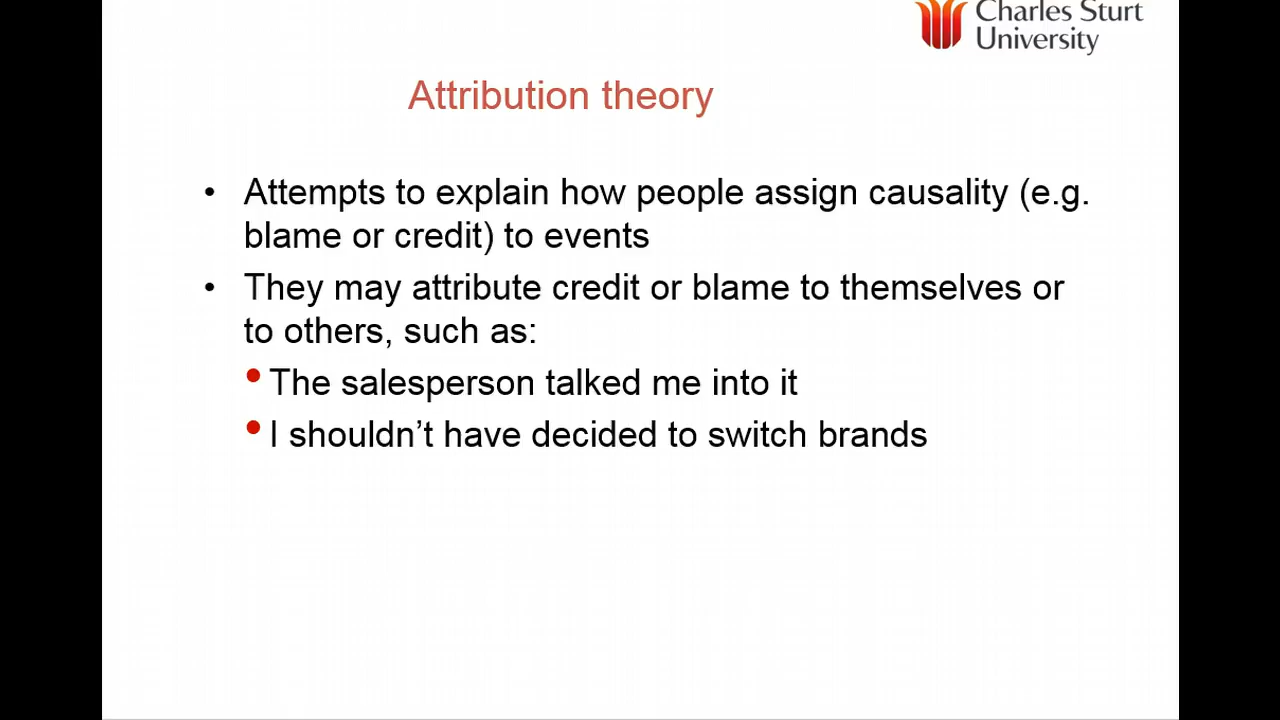 Charles Sturt
University
Attribution theory
• Attempts to explain how people assign causality (e.g.
blame or credit) to events
• They may attribute credit or blame to themselves or
to others, such as:
• The salesperson talked me into it
• I shouldn’t have decided to switch brands